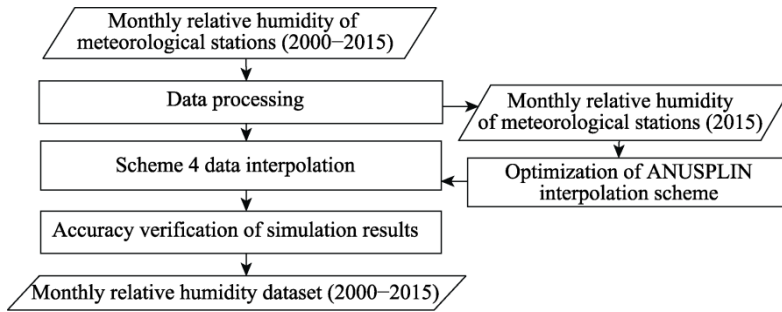 Monthly relative humidity of
meteorological stations (2000−2015)
Data processing
Monthly relative humidity
of meteorological stations (2015)
Scheme 4 data interpolation
Optimization of ANUSPLIN
interpolation scheme
Accuracy verification of simulation results
Monthly relative humidity dataset (2000−2015)